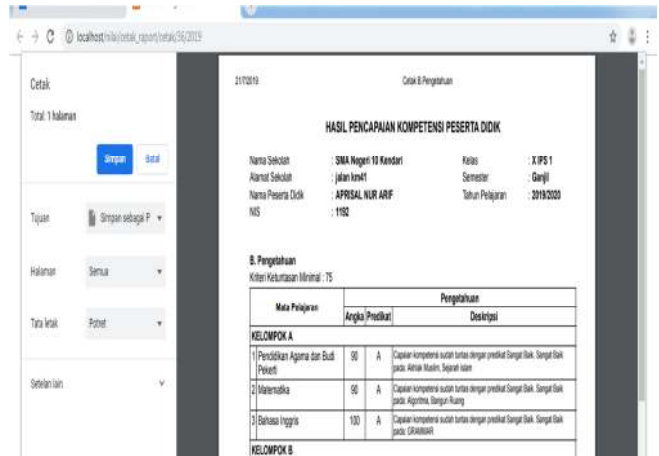 localhost/nilai/cetak_raport/cetak/36/2019
Cetak
Total: 1 halaman
Simpan Batal
Tujuan Simpan sebagai P
Halaman Semua
Tata letak Potret
Setelan lain
21/7/2019 Cetak B.Pengetahuan
HASIL PENCAPAIAN KOMPETENSI PESERTA DIDIK
Nama Sekolah : SMA Negeri 10 Kendari Kelas : X IPS 1
Alamat Sekolah : jalan km41 Semester : Ganjil
Nama Peserta Didik : APRISAL NUR ARIF Tahun Pelajaran : 2019/2020
NIS : 1192
B. Pengetahuan
Kriteri Ketuntasan Minimal : 75
Mata Pelajaran Pengetahuan
Angka Predikat Deskripsi
KELOMPOK A
1 Pendidikan Agama dan Budi Pekerti 90 A Capaian kompetensi sudah tuntas dengan predikat Sangat Baik. Sangat Baik
pada: Akhlak Muslim, Sejarah islam
2 Matematika 90 A Capaian kompetensi sudah tuntas dengan predikat Sangat Baik. Sangat Baik
pada: Algoritma, Bangun Ruang
3 Bahasa Inggris 100 A Capaian kompetensi sudah tuntas dengan predikat Sangat Baik. Sangat Baik
pada: GRAMMAR
KELOMPOK B